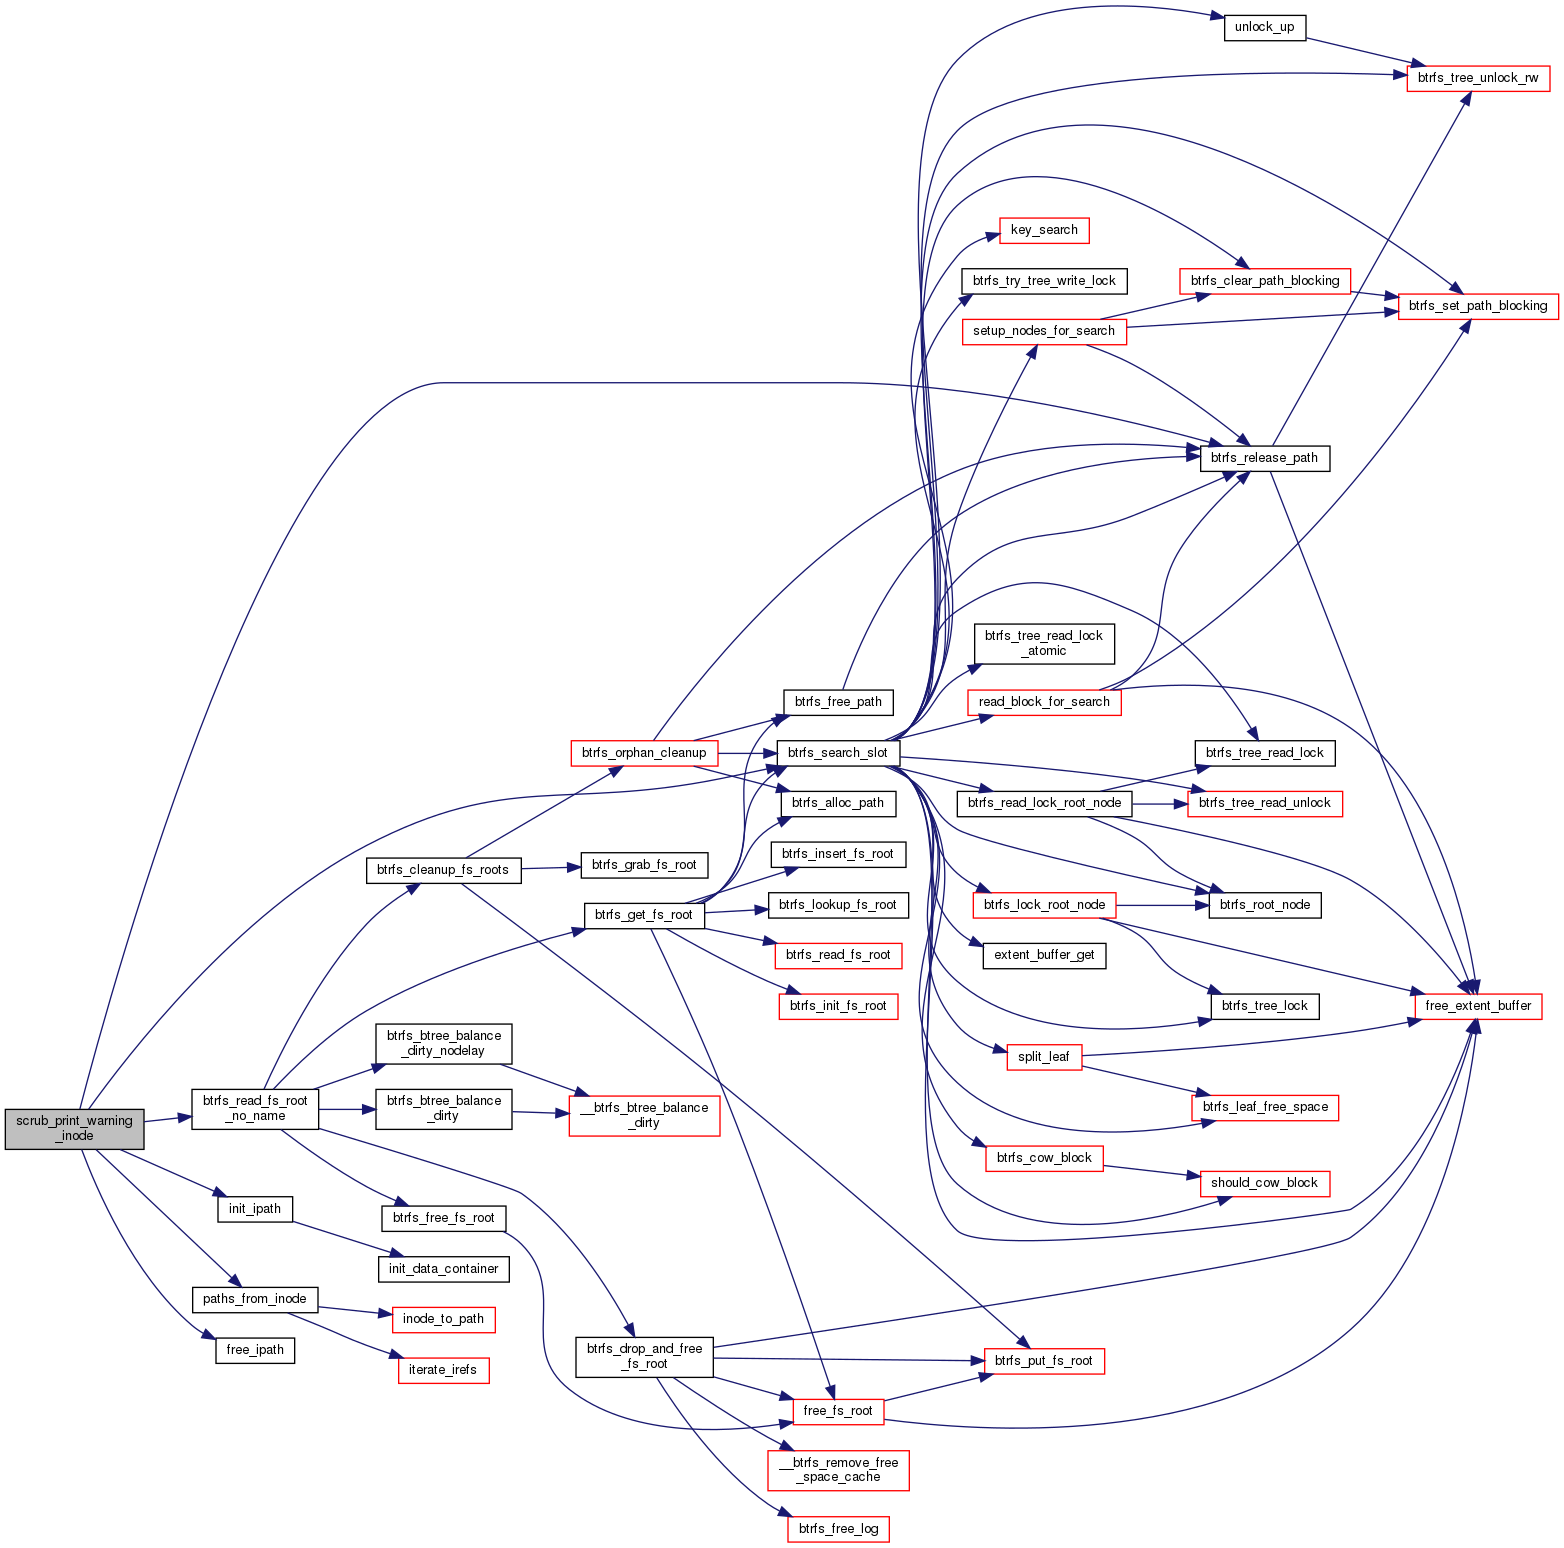 unlock_up
btrfs_tree_unlock_rw
key_search
btrfs_try_tree_write_lock
btrfs_clear_path_blocking
btrfs_set_path_blocking
setup_nodes_for_search
btrfs_release_path
btrfs_tree_read_lock
_atomic
btrfs_free_path
read_block_for_search
btrfs_orphan_cleanup
btrfs_search_slot
btrfs_tree_read_lock
btrfs_alloc_path
btrfs_read_lock_root_node
btrfs_tree_read_unlock
btrfs_cleanup_fs_roots
btrfs_grab_fs_root
btrfs_insert_fs_root
btrfs_get_fs_root
btrfs_lookup_fs_root
btrfs_lock_root_node
btrfs_root_node
btrfs_read_fs_root
extent_buffer_get
btrfs_init_fs_root
btrfs_tree_lock
free_extent_buffer
btrfs_btree_balance
_dirty_nodelay
split_leaf
scrub_print_warning
_inode
btrfs_read_fs_root
_no_name
btrfs_btree_balance
_dirty
__btrfs_btree_balance
_dirty
btrfs_leaf_free_space
btrfs_cow_block
should_cow_block
init_ipath
btrfs_free_fs_root
init_data_container
paths_from_inode
inode_to_path
free_ipath
iterate_irefs
btrfs_drop_and_free
_fs_root
btrfs_put_fs_root
free_fs_root
__btrfs_remove_free
_space_cache
btrfs_free_log